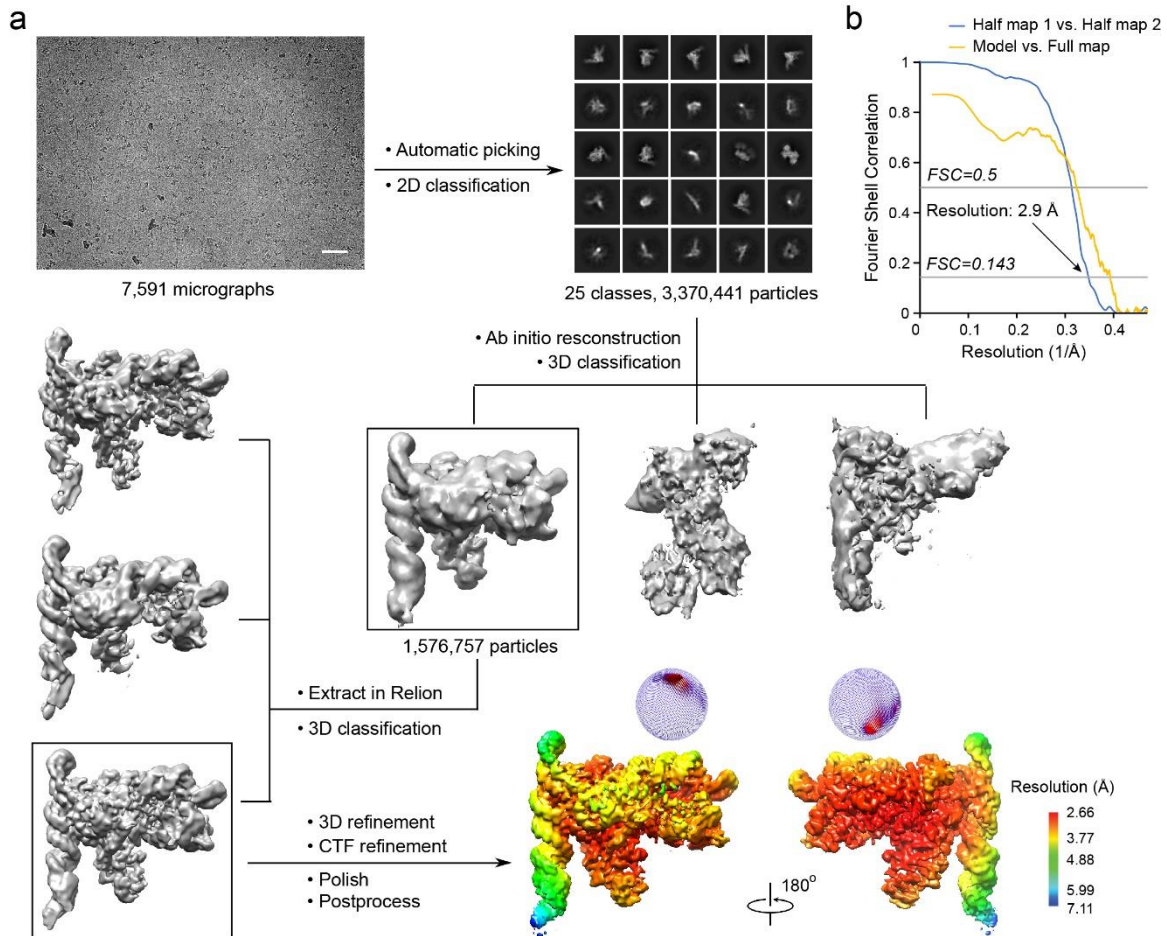 a
7,591 micrographs
• Automatic picking
• 2D classification
25 classes, 3,370,441 particles
b
Half map 1 vs. Half map 2
Model vs. Full map
Fourier Shell Correlation
1
0.8
0.6
0.4
0.2
0
FSC=0.5
Resolution: 2.9 Å
FSC=0.143
0 0.1 0.2 0.3 0.4
Resolution (1/Å)
• Ab initio resconstruction
• 3D classification
1,576,757 particles
• Extract in Relion
• 3D classification
• 3D refinement
• CTF refinement
• Polish
• Postprocess
180o
Resolution (Å)
2.66
3.77
4.88
5.99
7.11